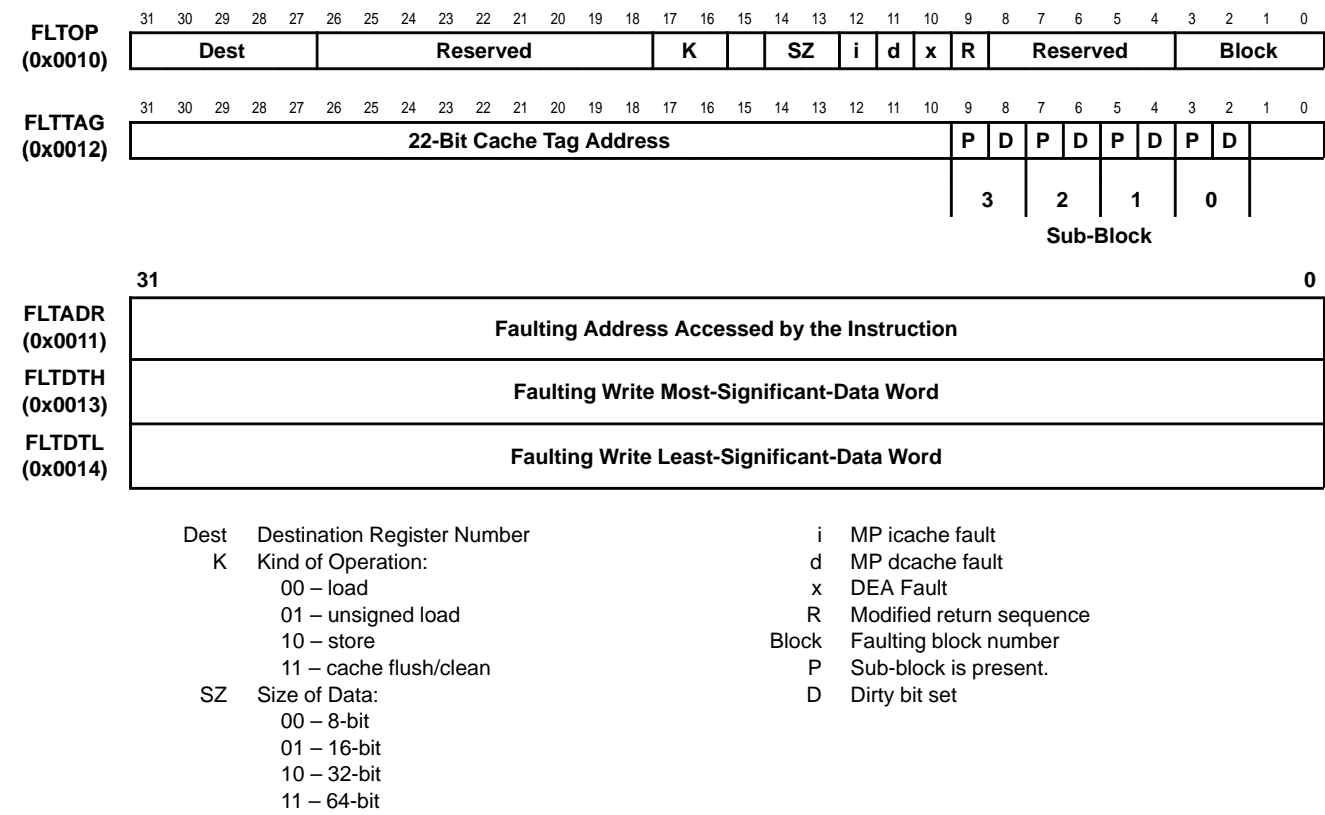 31 30 29 28 27 26 25 24 23 22 21 20 19 18 17 16 15 14 13 12 11 10 9 8 7 6 5 4 3 2 1 0
FLTOP
(0x0010)
Dest Reserved K SZ i d x R Reserved Block
31 30 29 28 27 26 25 24 23 22 21 20 19 18 17 16 15 14 13 12 11 10 9 8 7 6 5 4 3 2 1 0
FLTTAG
(0x0012)
22-Bit Cache Tag Address P D P D P D P D
3 2 1 0
Sub-Block
31 0
FLTADR
(0x0011)
Faulting Address Accessed by the Instruction
FLTDTH
(0x0013)
Faulting Write Most-Significant-Data Word
FLTDTL
(0x0014)
Faulting Write Least-Significant-Data Word
Dest Destination Register Number
K Kind of Operation:
00 – load
01 – unsigned load
10 – store
11 – cache flush/clean
SZ Size of Data:
00 – 8-bit
01 – 16-bit
10 – 32-bit
11 – 64-bit
i MP icache fault
d MP dcache fault
x DEA Fault
R Modified return sequence
Block Faulting block number
P Sub-block is present.
D Dirty bit set